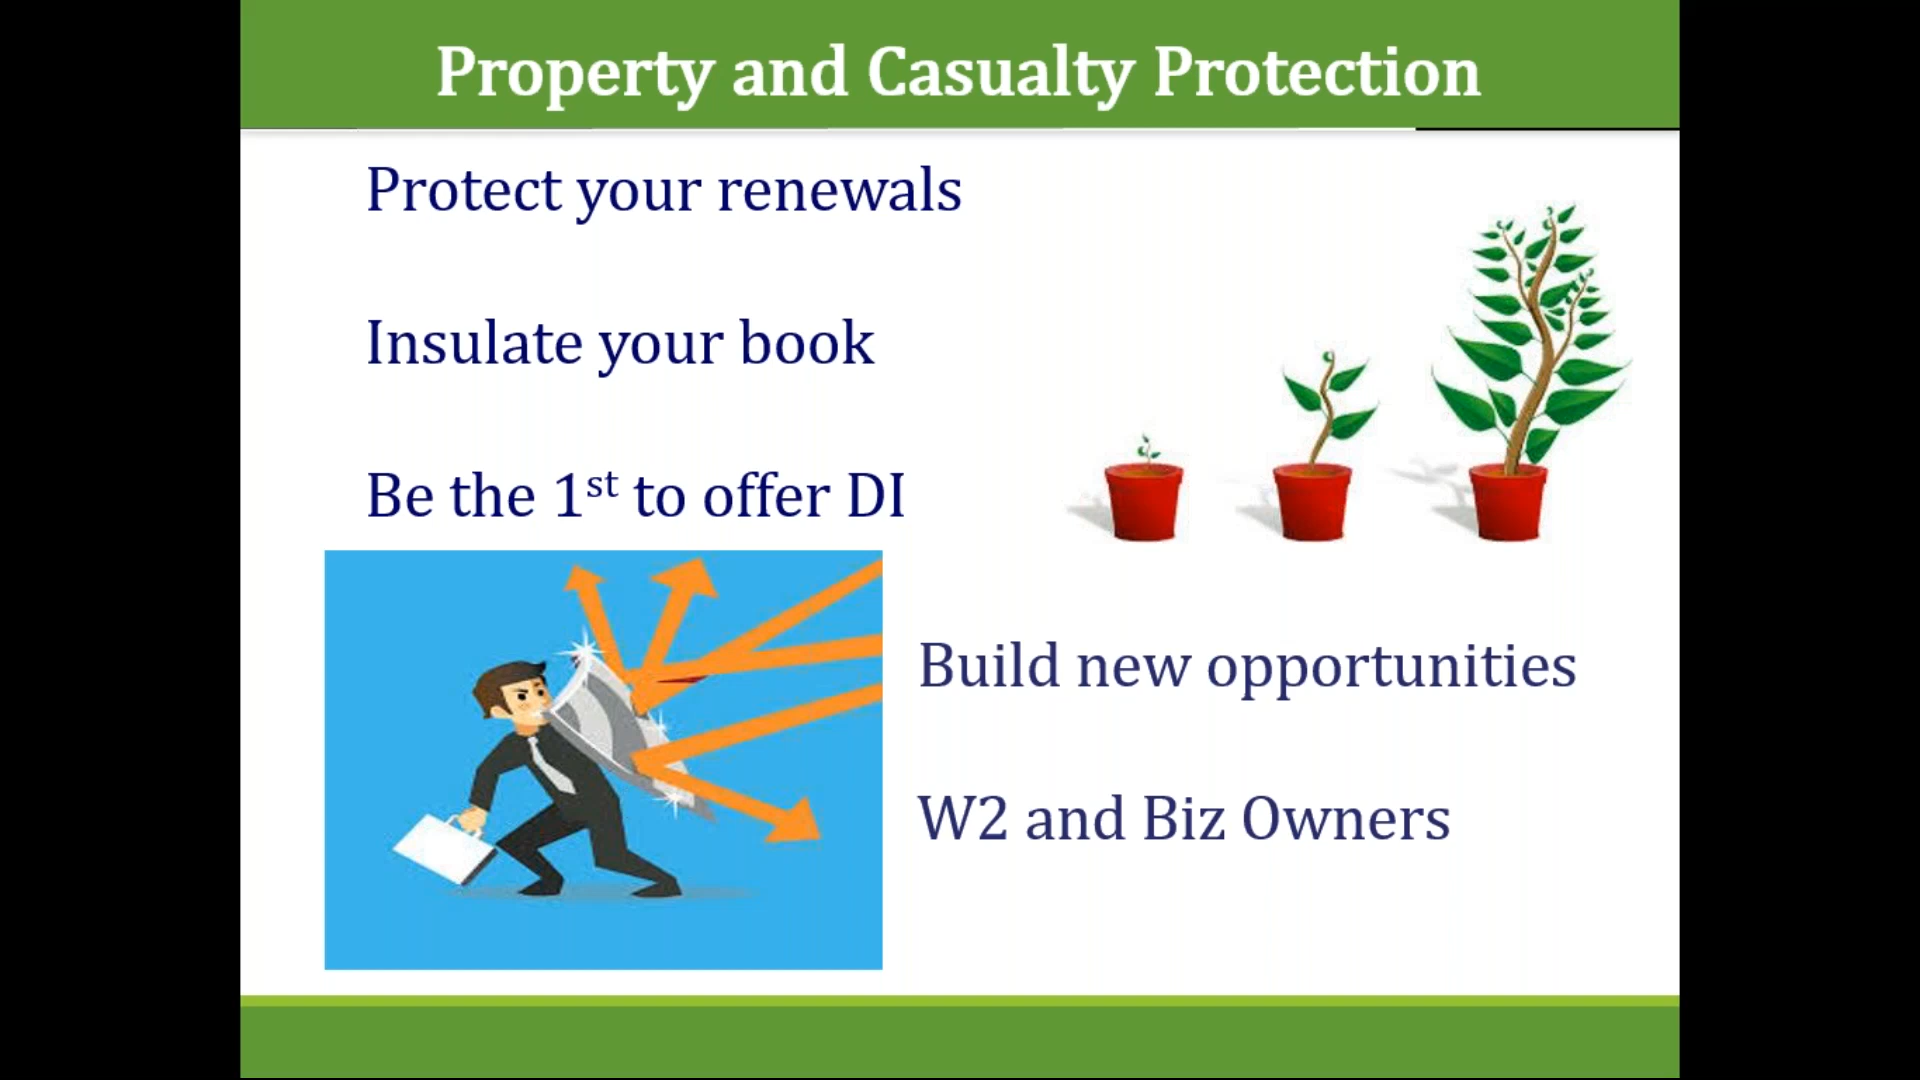 Property and Casualty Protection
Protect your renewals
Insulate your book
Be the 1st to offer DI
Build new opportunities
W2 and Biz Owners